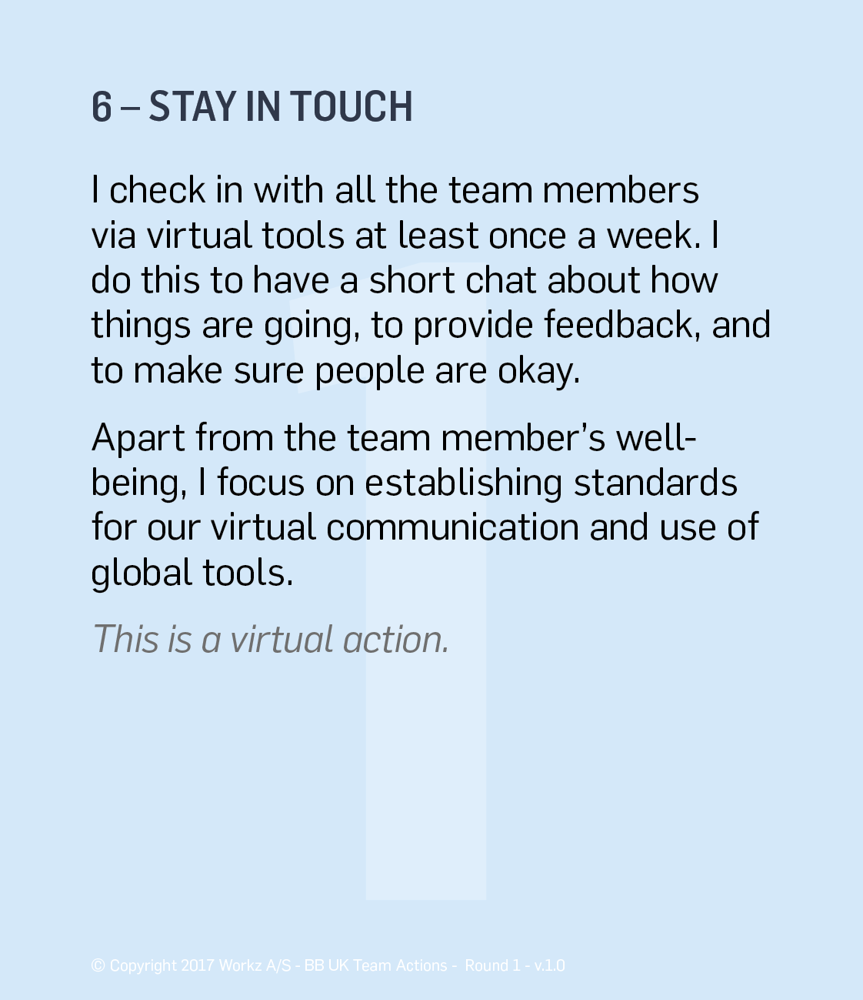 6 – STAY IN TOUCH
I check in with all the team members
via virtual tools at least once a week. I
do this to have a short chat about how
things are going, to provide feedback, and
to make sure people are okay.
Apart from the team member’s well-
being, I focus on establishing standards
for our virtual communication and use of
global tools.
This is a virtual action.
1
© Copyright 2017 Workz A/S - BB UK Team Actions - Round 1 - v.1.0